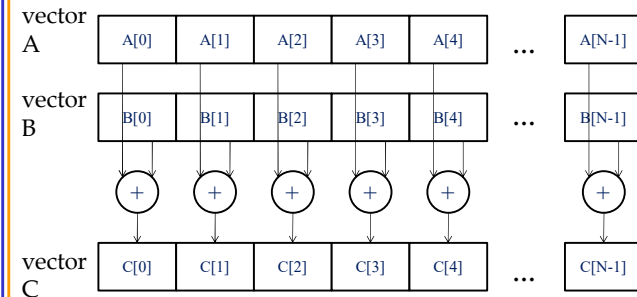 vector
A
A[0] A[1] A[2] A[3] A[4] ... A[N-1]
vector
B
B[0] B[1] B[2] B[3] B[4] ... B[N-1]
+ + + + + +
vector
C
C[0] C[1] C[2] C[3] C[4] ... C[N-1]